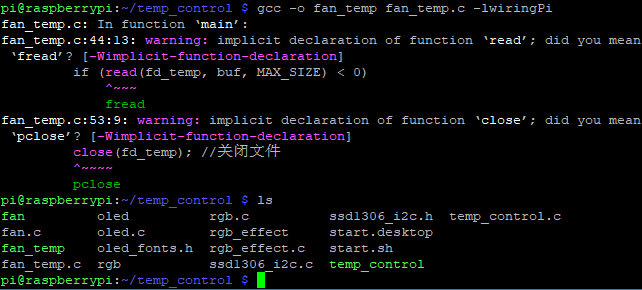 pi@raspberrypi:~/temp_control $ gcc -o fan_temp fan_temp.c -lwiringPi
fan_temp.c: In function ‘main’:
fan_temp.c:44:13: warning: implicit declaration of function ‘read’; did you mean
‘fread’? [-Wimplicit-function-declaration]
if (read(fd_temp, buf, MAX_SIZE) < 0)
^~~~
fread
fan_temp.c:53:9: warning: implicit declaration of function ‘close’; did you mean
‘pclose’? [-Wimplicit-function-declaration]
close(fd_temp); //关闭文件
^~~~~
pclose
pi@raspberrypi:~/temp_control $ ls
fan oled rgb.c ssd1306_i2c.h temp_control.c
fan.c oled.c rgb_effect start.desktop
fan_temp oled_fonts.h rgb_effect.c start.sh
fan_temp.c rgb ssd1306_i2c.c temp_control
pi@raspberrypi:~/temp_control $